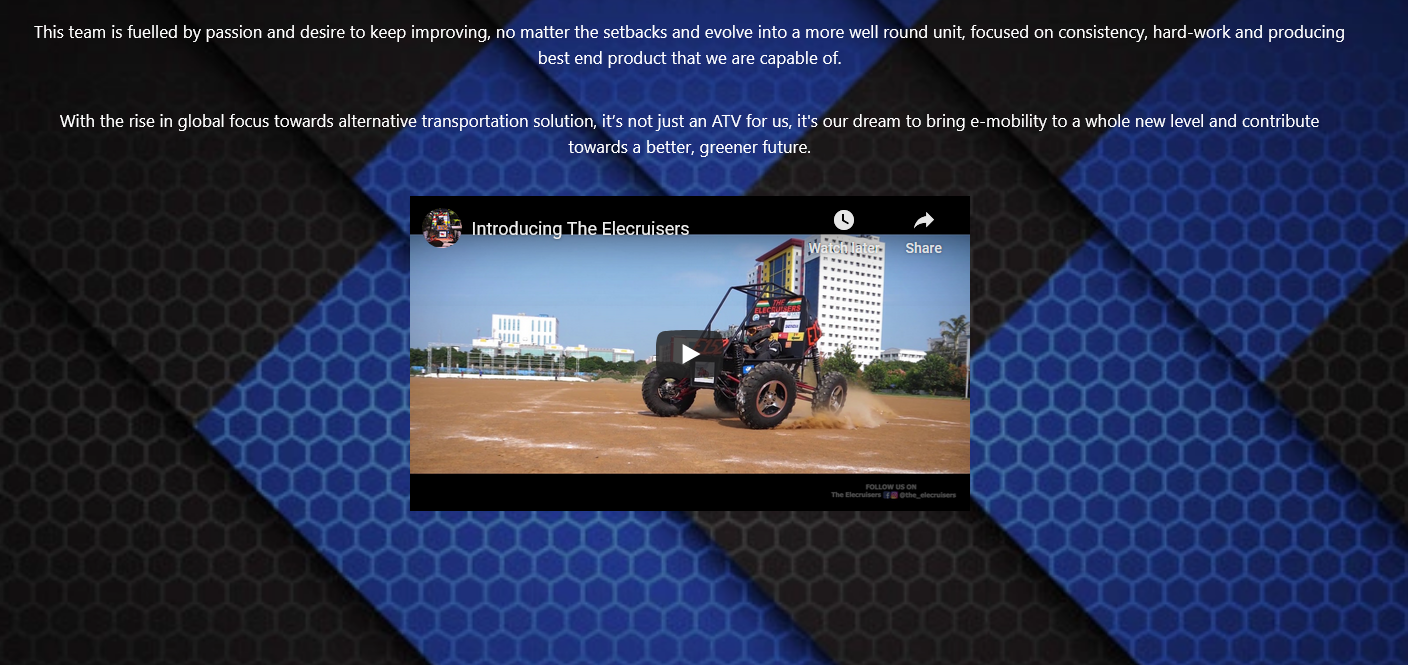 This team is fuelled by passion and desire to keep improving, no matter the setbacks and evolve into a more well round unit, focused on consistency, hard-work and producing
best end product that we are capable of.
With the rise in global focus towards alternative transportation solution, it’s not just an ATV for us, it's our dream to bring e-mobility to a whole new level and contribute
towards a better, greener future.
Introducing The Elecruisers
Watch later
Share
THE
ELECRUISERS
FOLLOW US ON
The Elecruisers @the_elecruisers